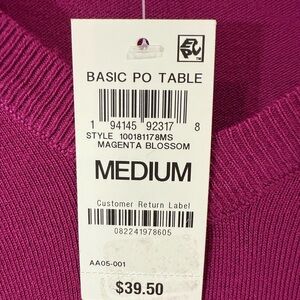 BASIC PO TABLE
1 94145 92317 8
STYLE 100181178MS
MAGENTA BLOSSOM
MEDIUM
Customer Return Label
082241978605
AA05-001
$39.50